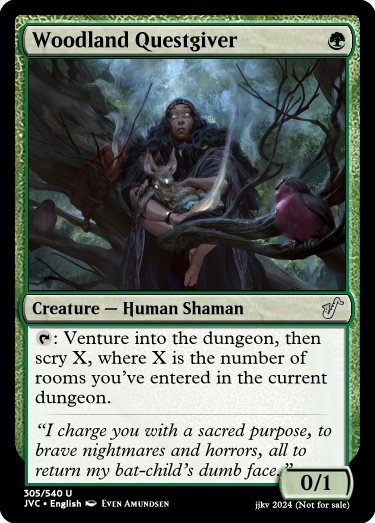 Woodland Questgiver
Creature — Human Shaman
: Venture into the dungeon, then
scry X, where X is the number of
rooms you've entered in the current
dungeon.
“I charge you with a sacred purpose, to
brave nightmares and horrors, all to
return my bat-child's dumb face.”
0/1
305/540 U
JVC • English Even Amundsen
jjkv 2024 (Not for sale)